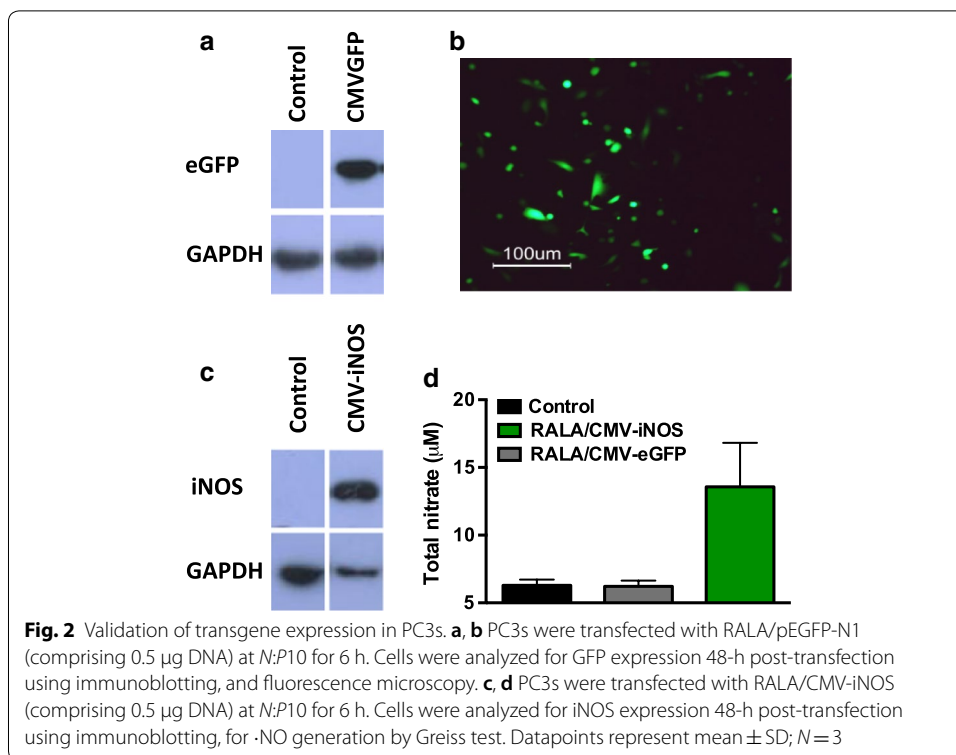 a
b
Control
CMVGFP
eGFP
GAPDH
100um
c
d
Control
CMV-iNOS
iNOS
GAPDH
Total nitrate (μM)
20
15
10
5
Control
RALA/CMV-iNOS
RALA/CMV-eGFP
Fig. 2 Validation of transgene expression in PC3s. a, b PC3s were transfected with RALA/pEGFP-N1
(comprising 0.5 μg DNA) at N:P10 for 6 h. Cells were analyzed for GFP expression 48-h post-transfection
using immunoblotting, and fluorescence microscopy. c, d PC3s were transfected with RALA/CMV-iNOS
(comprising 0.5 μg DNA) at N:P10 for 6 h. Cells were analyzed for iNOS expression 48-h post-transfection
using immunoblotting, for ·NO generation by Greiss test. Datapoints represent mean ± SD; N = 3